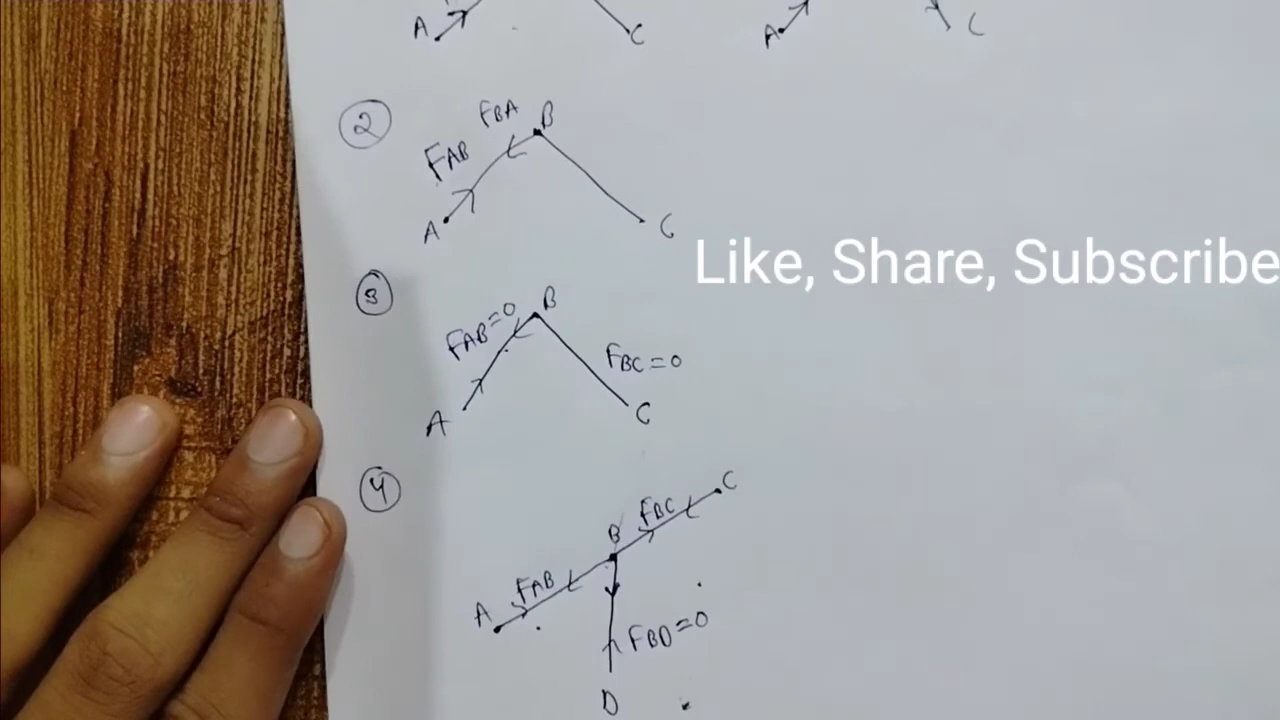 A C A C
2
FBA B
FAB
A C
Like, Share, Subscribe
3
B
FAB=0
FBC=0
A C
4
C
FBC
B
FAB
A
FBD=0
D